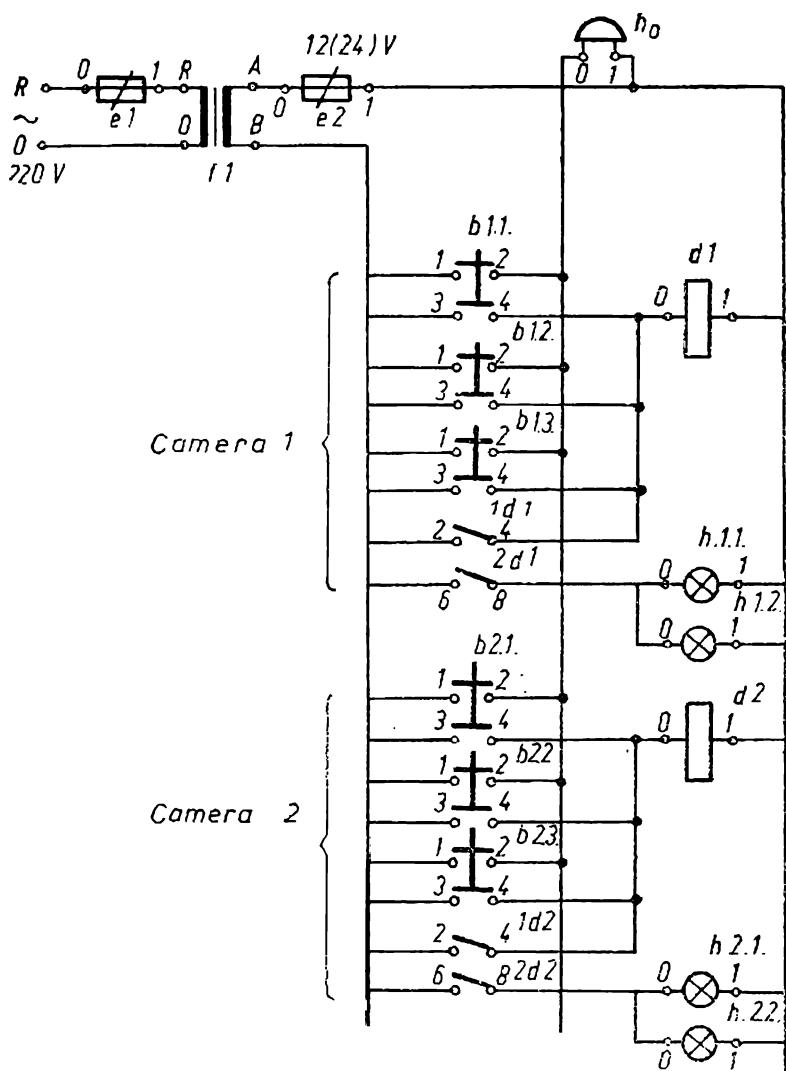 12(24) V
h₀
0 1
R 0 1 R A 0 1
e1 e2
~
0 0 B
220 V f1
b1.1.
1 2 d1
3 4 0 1
b1.2.
1 2
3 4
b1.3.
Camera 1 1 2
3 4
1d1
2 4 h.1.1.
2d1 0 1
6 8 h1.2.
0 1
b2.1.
1 2 d2
3 4 0 1
b22
1 2
Camera 2 3 4
b23.
1 2
3 4
1d2
2 4 h2.1.
6 8 2d2 0 1
h.22.
0 1